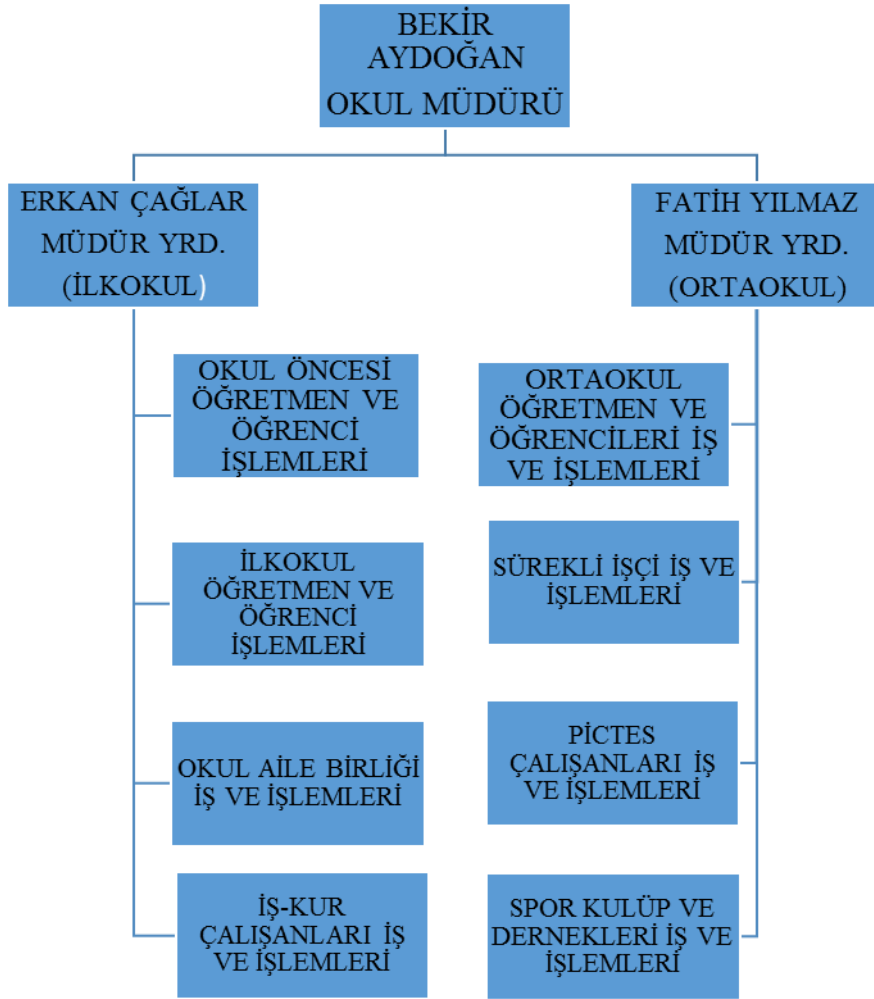 BEKİR
AYDOĞAN
OKUL MÜDÜRÜ
ERKAN ÇAĞLAR
MÜDÜR YRD.
(İLKOKUL)
FATİH YILMAZ
MÜDÜR YRD.
(ORTAOKUL)
OKUL ÖNCESİ
ÖĞRETMEN VE
ÖĞRENCİ
İŞLEMLERİ
İLKOKUL
ÖĞRETMEN VE
ÖĞRENCİ
İŞLEMLERİ
OKUL AİLE BİRLİĞİ
İŞ VE İŞLEMLERİ
İŞ-KUR
ÇALIŞANLARI İŞ
VE İŞLEMLERİ
ORTAOKUL
ÖĞRETMEN VE
ÖĞRENCİLERİ İŞ
VE İŞLEMLERİ
SÜREKLİ İŞÇİ İŞ VE
İŞLEMLERİ
PİCTES
ÇALIŞANLARI İŞ
VE İŞLEMLERİ
SPOR KULÜP VE
DERNEKLERİ İŞ VE
İŞLEMLERİ